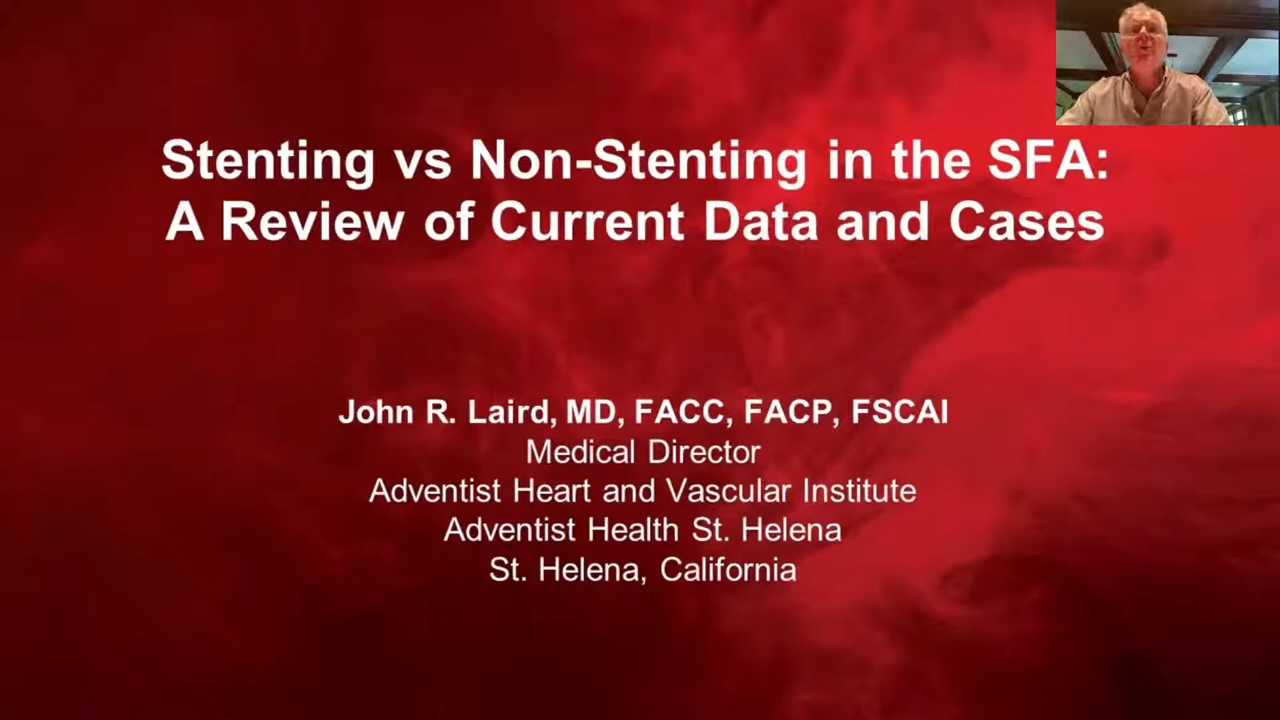 Stenting vs Non-Stenting in the SFA:
A Review of Current Data and Cases
John R. Laird, MD, FACC, FACP, FSCAI
Medical Director
Adventist Heart and Vascular Institute
Adventist Health St. Helena
St. Helena, California